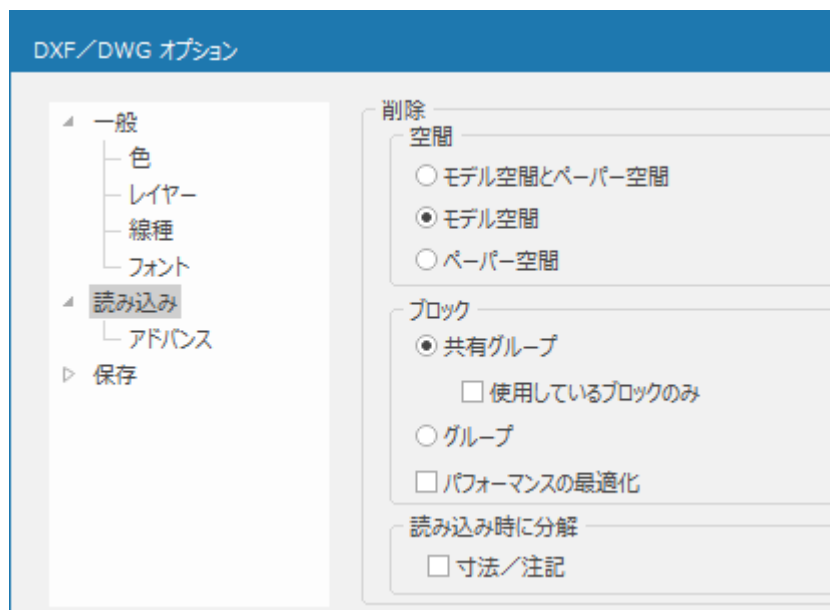 DXF／DWG オプション
一般
色
レイヤー
線種
フォント
読み込み
アドバンス
保存
削除
空間
モデル空間とペーパー空間
モデル空間
ペーパー空間
ブロック
共有グループ
使用しているブロックのみ
グループ
パフォーマンスの最適化
読み込み時に分解
寸法／注記